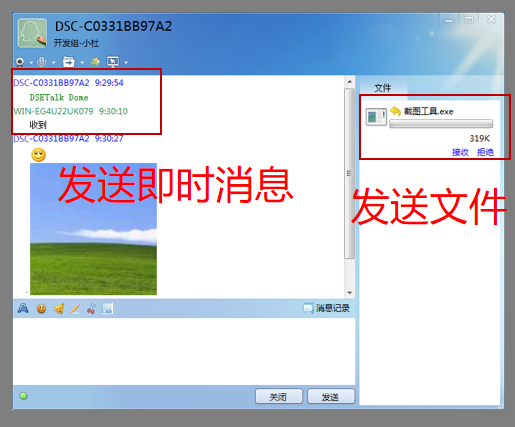 DSC-C0331BB97A2
开发组-小杜
DSC-C0331BB97A2 9:29:54
DSETalk Dome
WIN-EG4U22UK079 9:30:10
收到
DSC-C0331BB97A2 9:30:27
发送即时消息
文件
截图工具.exe
319K
接收 拒绝
发送文件
消息记录
关闭 发送